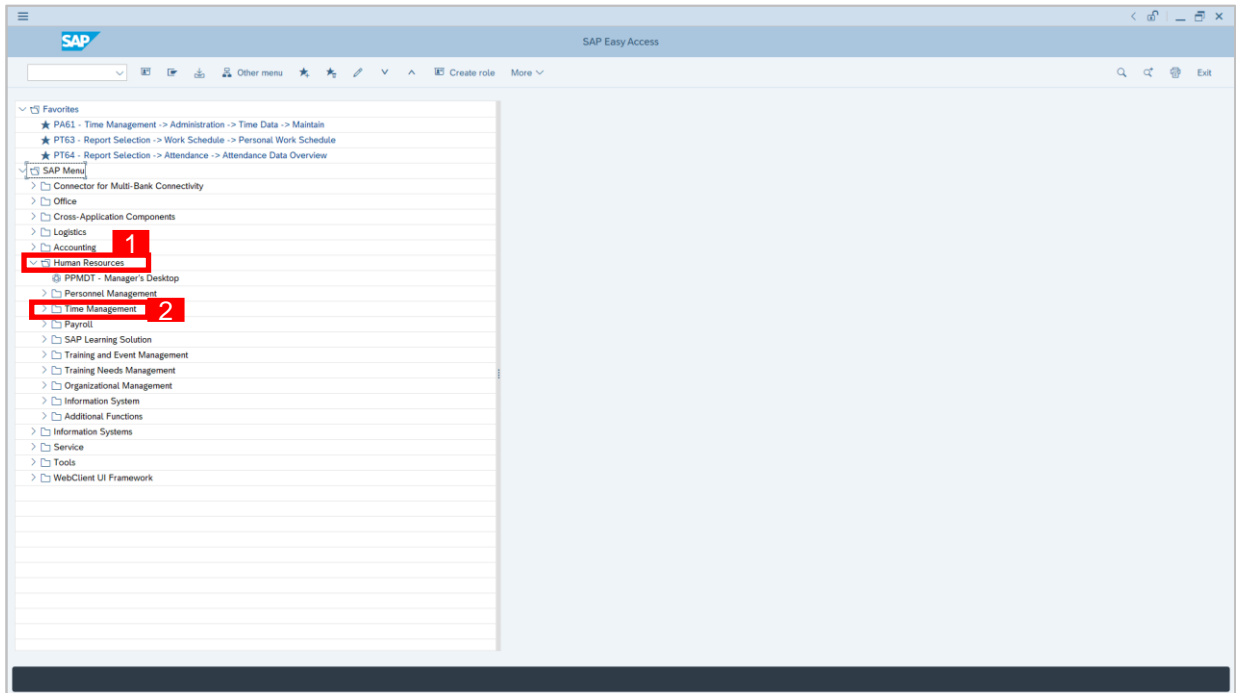 SAP
SAP Easy Access
Other menu
Create role
More
Exit
Favorites
PA61 - Time Management -> Administration -> Time Data -> Maintain
PT63 - Report Selection -> Work Schedule -> Personal Work Schedule
PT64 - Report Selection -> Attendance -> Attendance Data Overview
SAP Menu
Connector for Multi-Bank Connectivity
Office
Cross-Application Components
Logistics
Accounting
1
Human Resources
PPMDT - Manager's Desktop
Personnel Management
Time Management
2
Payroll
SAP Learning Solution
Training and Event Management
Training Needs Management
Organizational Management
Information System
Additional Functions
Information Systems
Service
Tools
WebClient UI Framework